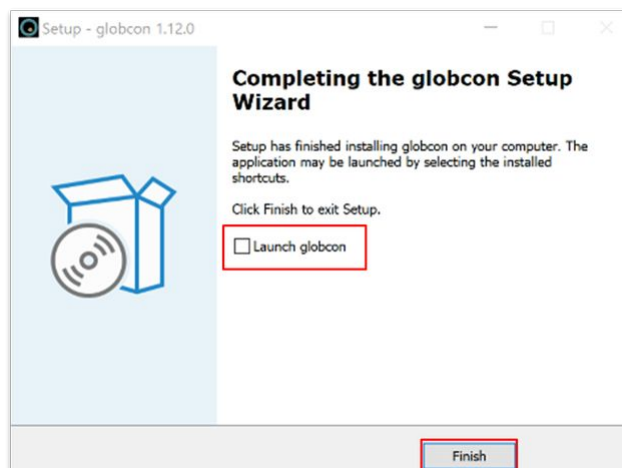 Setup - globcon 1.12.0
Completing the globcon Setup
Wizard
Setup has finished installing globcon on your computer. The
application may be launched by selecting the installed
shortcuts.
Click Finish to exit Setup.
Launch globcon
Finish